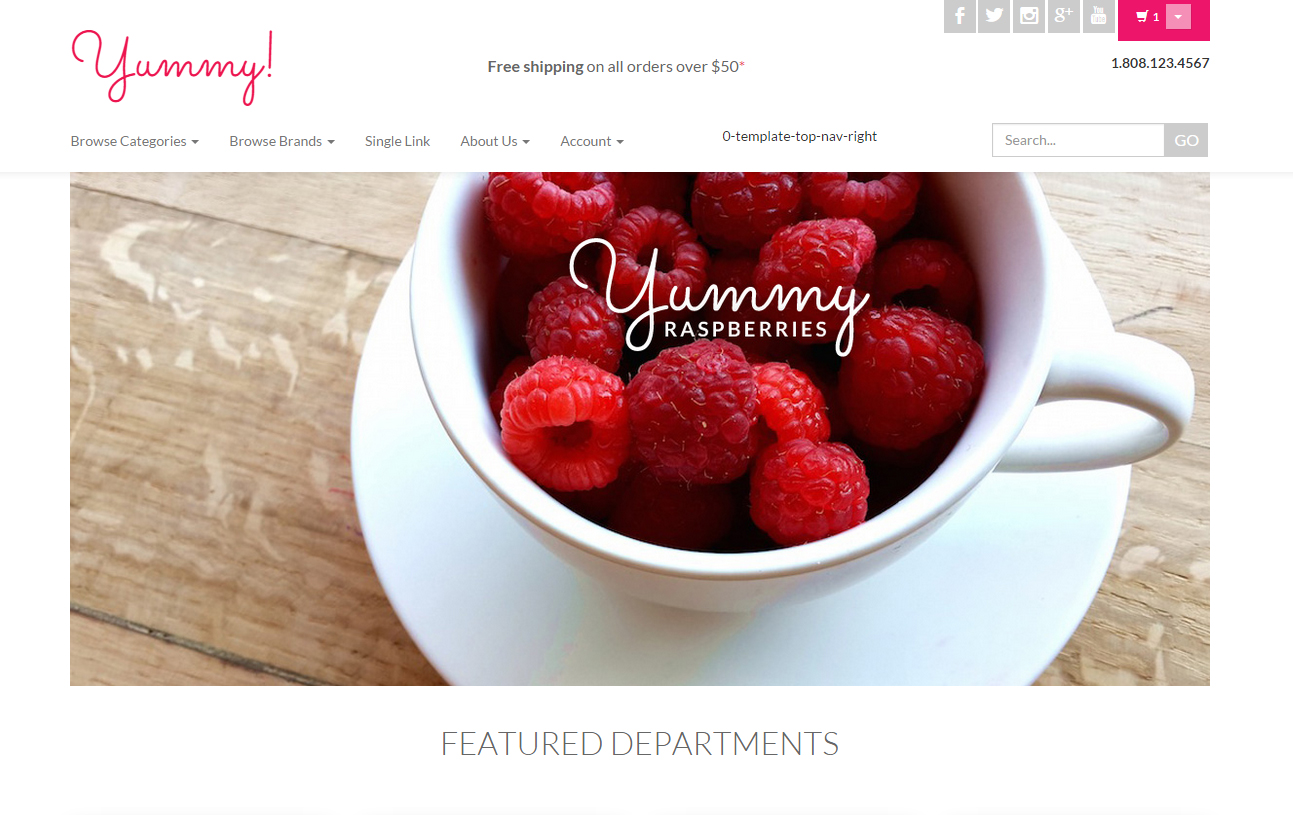 1
Yummy!
Free shipping on all orders over $50*
1.808.123.4567
Browse Categories
Browse Brands
Single Link
About Us
Account
0-template-top-nav-right
Search...
GO
Yummy
RASPBERRIES
FEATURED DEPARTMENTS